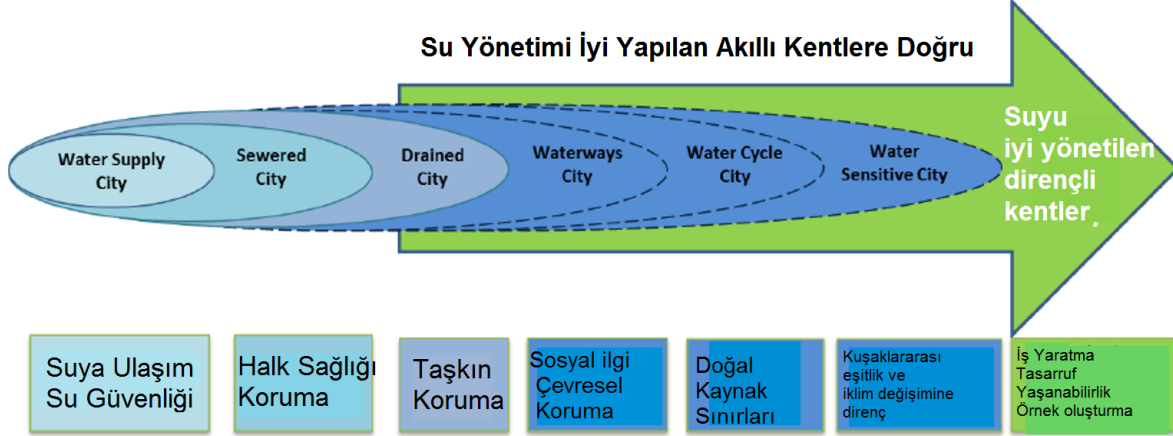 Su Yönetimi İyi Yapılan Akıllı Kentlere Doğru
Water Supply
City
Sewered
City
Drained
City
Waterways
City
Water Cycle
City
Water
Sensitive City
Suyu
iyi yönetilen
dirençli
kentler
Suya Ulaşım
Su Güvenliği
Halk Sağlığı
Koruma
Taşkın
Koruma
Sosyal ilgi
Çevresel
Koruma
Doğal
Kaynak
Sınırları
Kuşaklararası
eşitlik ve
iklim değişimine
direnç
İş Yaratma
Tasarruf
Yaşanabilirlik
Örnek oluşturma